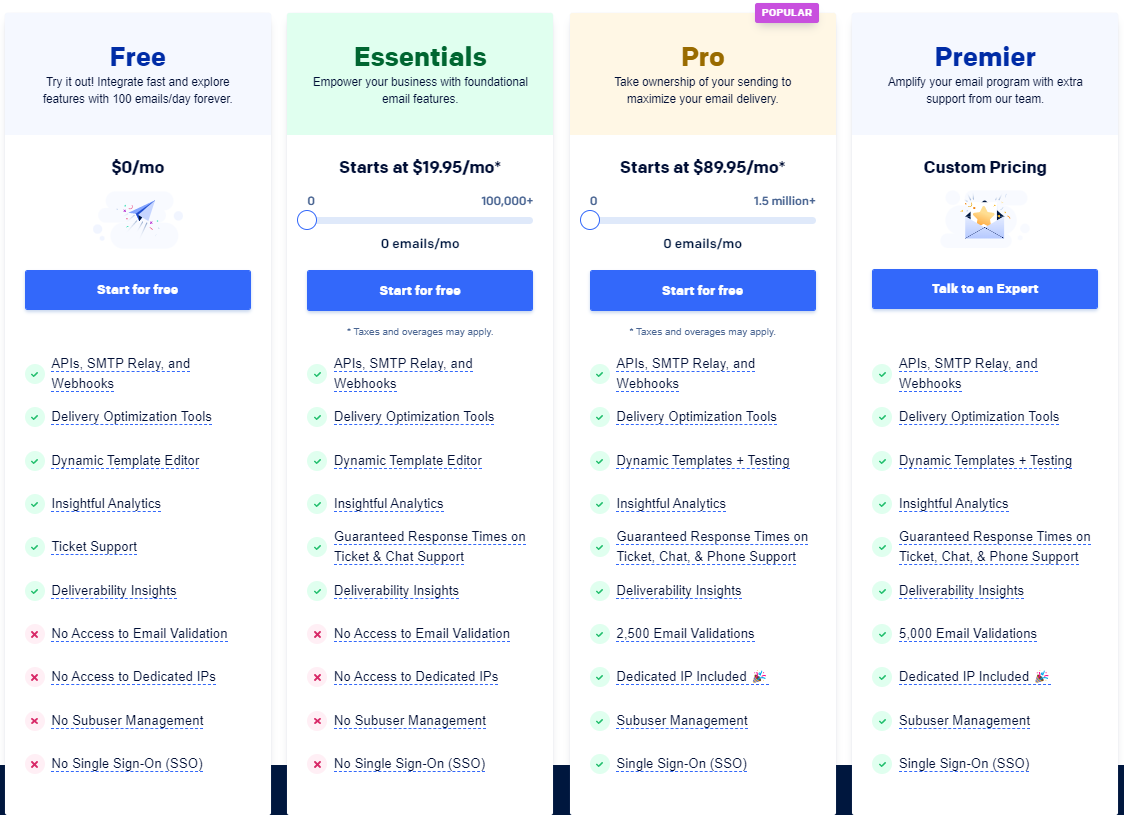 Free
Try it out! Integrate fast and explore
features with 100 emails/day forever.
$0/mo
Start for free
APIs, SMTP Relay, and
Webhooks
Delivery Optimization Tools
Dynamic Template Editor
Insightful Analytics
Ticket Support
Deliverability Insights
No Access to Email Validation
No Access to Dedicated IPs
No Subuser Management
No Single Sign-On (SSO)
Essentials
Empower your business with foundational
email features.
Starts at $19.95/mo*
0 100,000+
0 emails/mo
Start for free
* Taxes and overages may apply.
APIs, SMTP Relay, and
Webhooks
Delivery Optimization Tools
Dynamic Template Editor
Insightful Analytics
Guaranteed Response Times on
Ticket & Chat Support
Deliverability Insights
No Access to Email Validation
No Access to Dedicated IPs
No Subuser Management
No Single Sign-On (SSO)
POPULAR
Pro
Take ownership of your sending to
maximize your email delivery.
Starts at $89.95/mo*
0 1.5 million+
0 emails/mo
Start for free
* Taxes and overages may apply.
APIs, SMTP Relay, and
Webhooks
Delivery Optimization Tools
Dynamic Templates + Testing
Insightful Analytics
Guaranteed Response Times on
Ticket, Chat, & Phone Support
Deliverability Insights
2,500 Email Validations
Dedicated IP Included 🎉
Subuser Management
Single Sign-On (SSO)
Premier
Amplify your email program with extra
support from our team.
Custom Pricing
Talk to an Expert
APIs, SMTP Relay, and
Webhooks
Delivery Optimization Tools
Dynamic Templates + Testing
Insightful Analytics
Guaranteed Response Times on
Ticket, Chat, & Phone Support
Deliverability Insights
5,000 Email Validations
Dedicated IP Included 🎉
Subuser Management
Single Sign-On (SSO)